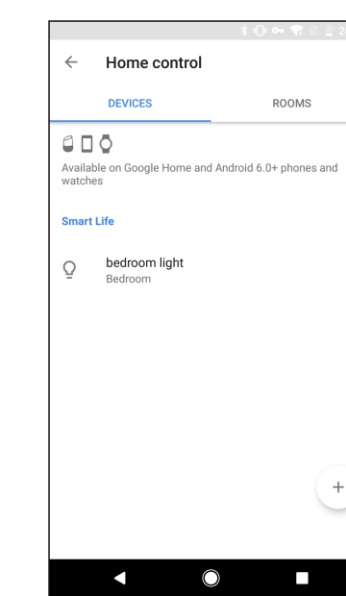 Home control
DEVICES ROOMS
Available on Google Home and Android 6.0+ phones and
watches
Smart Life
bedroom light
Bedroom